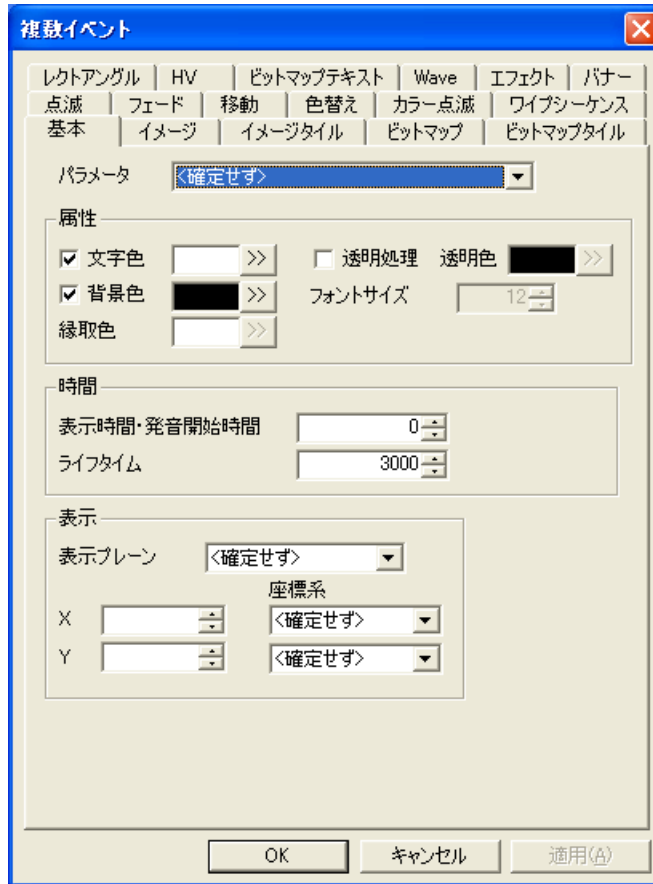 複数イベント
レクトアングル HV ビットマップテキスト Wave エフェクト バナー
点滅 フェード 移動 色替え カラー点滅 ワイプシーケンス
基本 イメージ イメージタイル ビットマップ ビットマップタイル
パラメータ <確定せず>
属性
文字色 >> 透明処理 透明色 >>
背景色 >> フォントサイズ 12
縁取色 >>
時間
表示時間・発音開始時間 0
ライフタイム 3000
表示
表示プレーン <確定せず>
座標系
X <確定せず>
Y <確定せず>
OK キャンセル 適用(A)